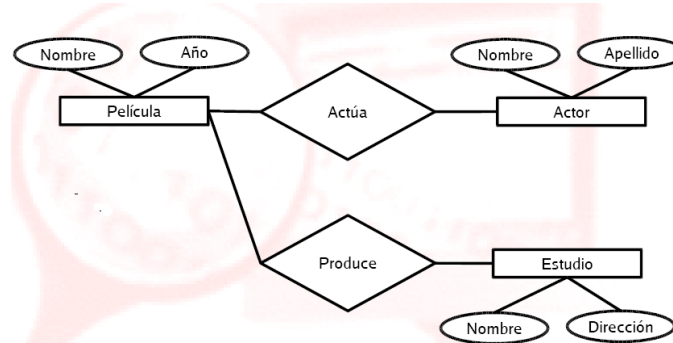 Nombre
Año
Nombre
Apellido
Película
Actúa
Actor
Produce
Estudio
Nombre
Dirección